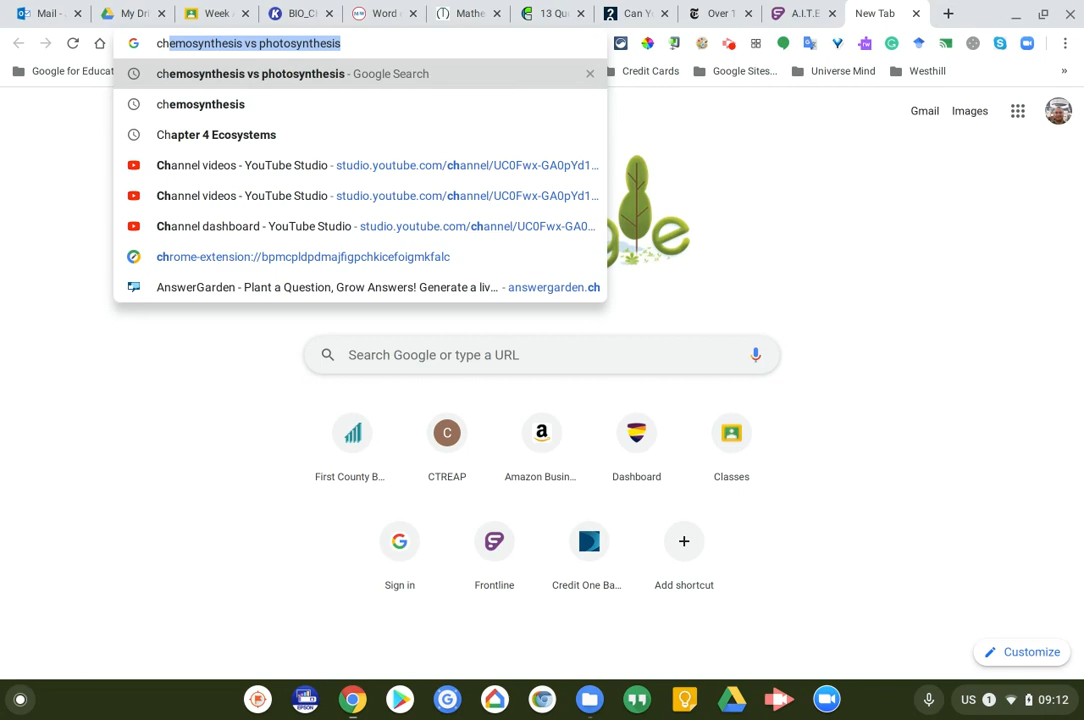 Mail -
My Dri
Week
BIO_C
Word
Mathe
13 Qu
Can Y
Over 1
A.I.T.E
New Tab
chemosynthesis vs photosynthesis
chemosynthesis vs photosynthesis - Google Search
chemosynthesis
Chapter 4 Ecosystems
Channel videos - YouTube Studio - studio.youtube.com/channel/UC0Fwx-GA0pYd1...
Channel videos - YouTube Studio - studio.youtube.com/channel/UC0Fwx-GA0pYd1...
Channel dashboard - YouTube Studio - studio.youtube.com/channel/UC0Fwx-GA0...
chrome-extension://bpmcpldpdmajfigpchkicefoigmkfalc
AnswerGarden - Plant a Question, Grow Answers! Generate a liv... - answergarden.ch
Google for Educat
Credit Cards
Google Sites...
Universe Mind
Westhill
»
Gmail Images
Search Google or type a URL
First County B...
C
CTREAP
a
Amazon Busin...
Dashboard
Classes
Sign in
Frontline
Credit One Ba...
Add shortcut
Customize
EPSON
US 1 09:12